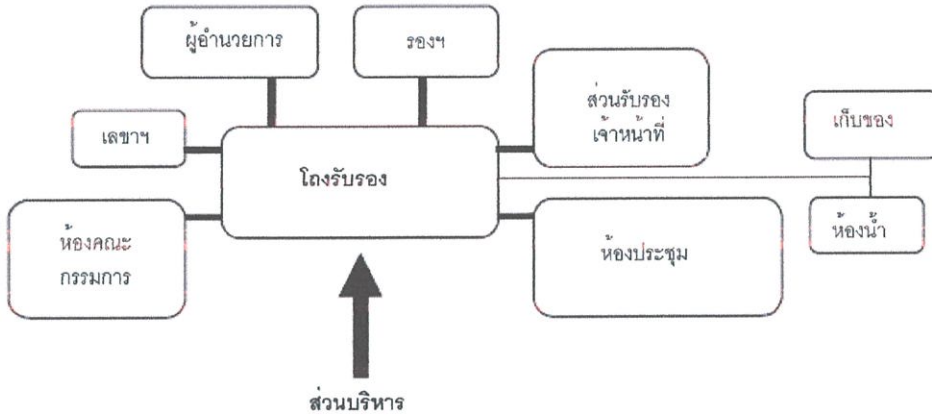 ผู้อำนวยการ
รองฯ
ส่วนรับรอง
เจ้าหน้าที่
เก็บของ
เลขาฯ
โถงรับรอง
ห้องน้ำ
ห้องคณะ
กรรมการ
ห้องประชุม
ส่วนบริหาร